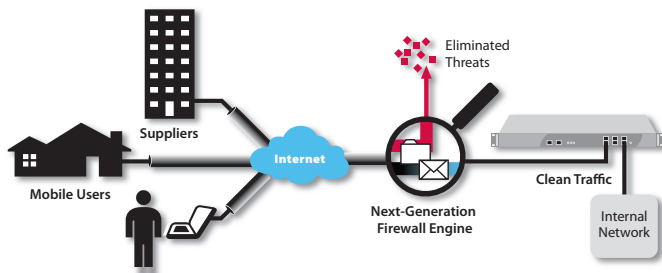 Eliminated
Threats
Suppliers
Internet
Mobile Users
Clean Traffic
Next-Generation
Firewall Engine
Internal
Network